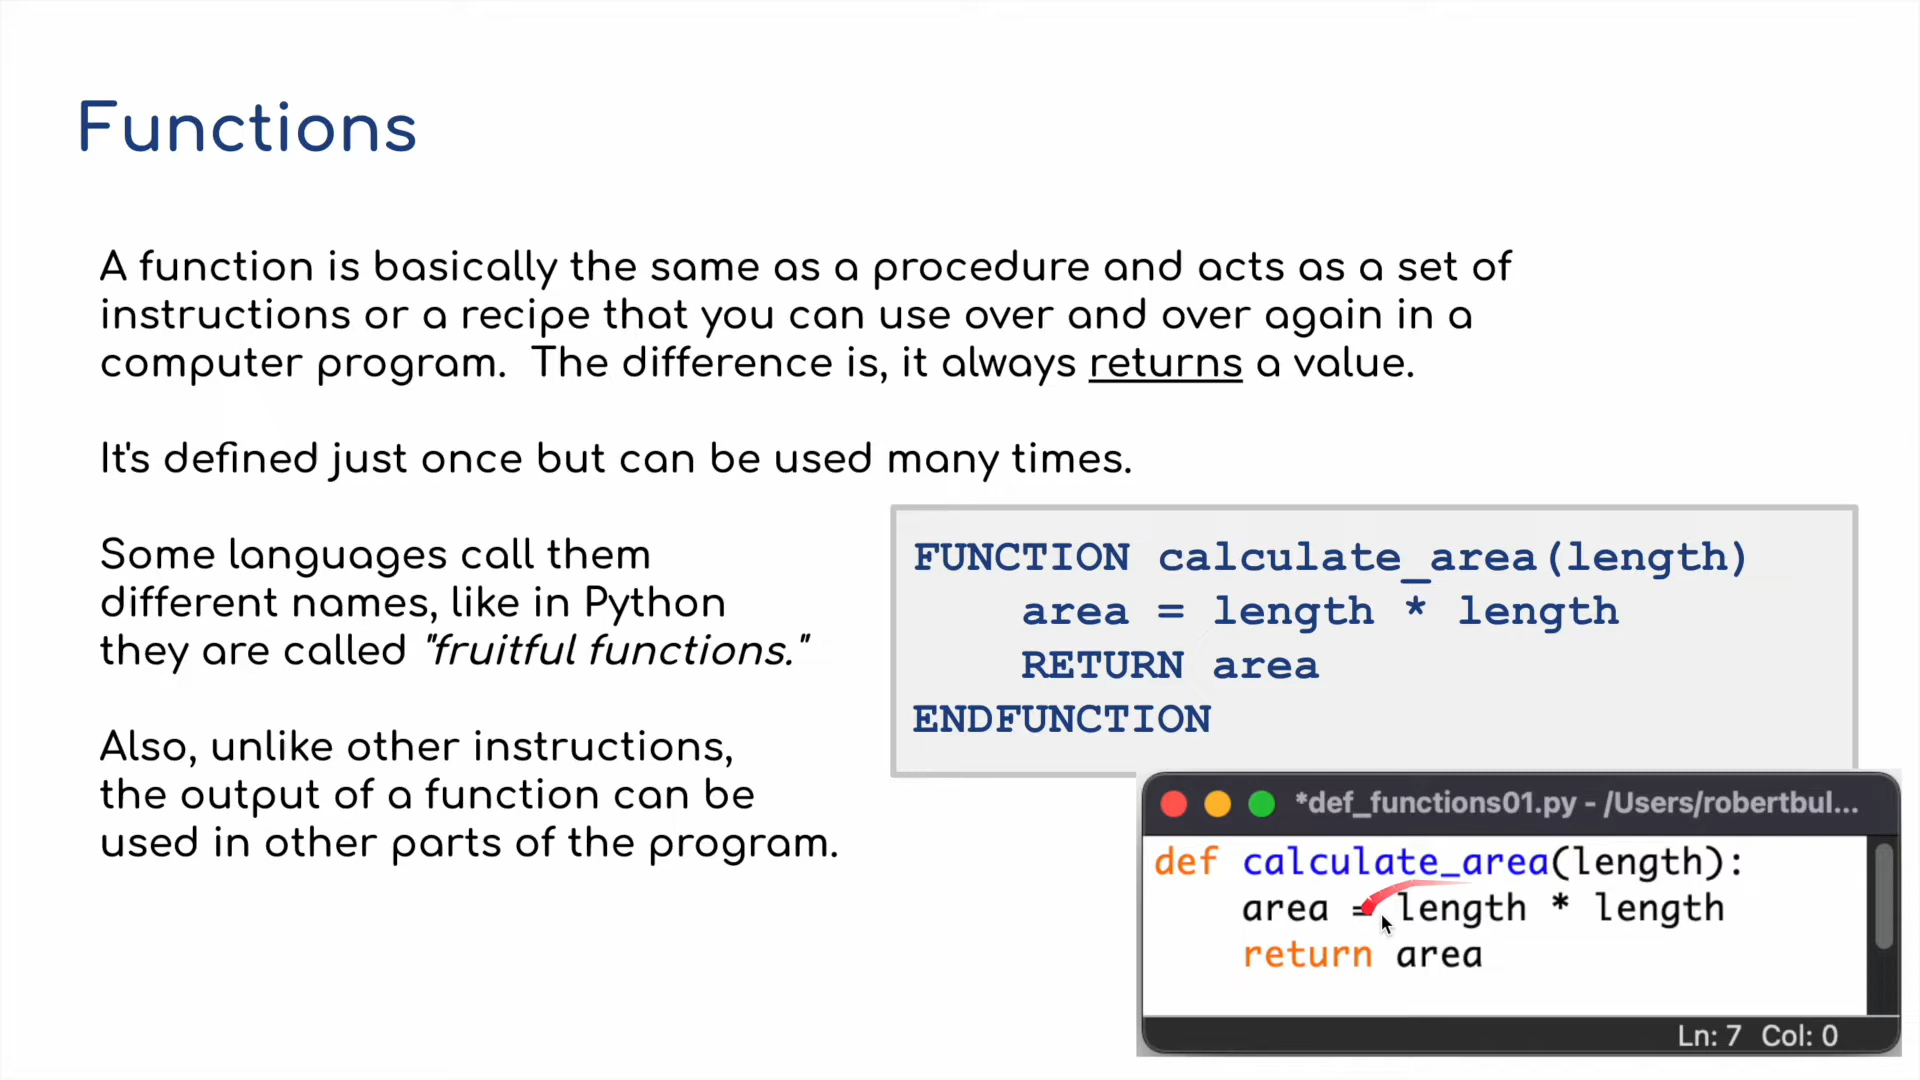 Functions
A function is basically the same as a procedure and acts as a set of
instructions or a recipe that you can use over and over again in a
computer program.  The difference is, it always returns a value.
It's defined just once but can be used many times.
Some languages call them
different names, like in Python
they are called "fruitful functions."
Also, unlike other instructions,
the output of a function can be
used in other parts of the program.
FUNCTION calculate_area(length)
    area = length * length
    RETURN area
ENDFUNCTION
*def_functions01.py - /Users/robertbul...
def calculate_area(length):
    area = length * length
    return area
Ln: 7  Col: 0